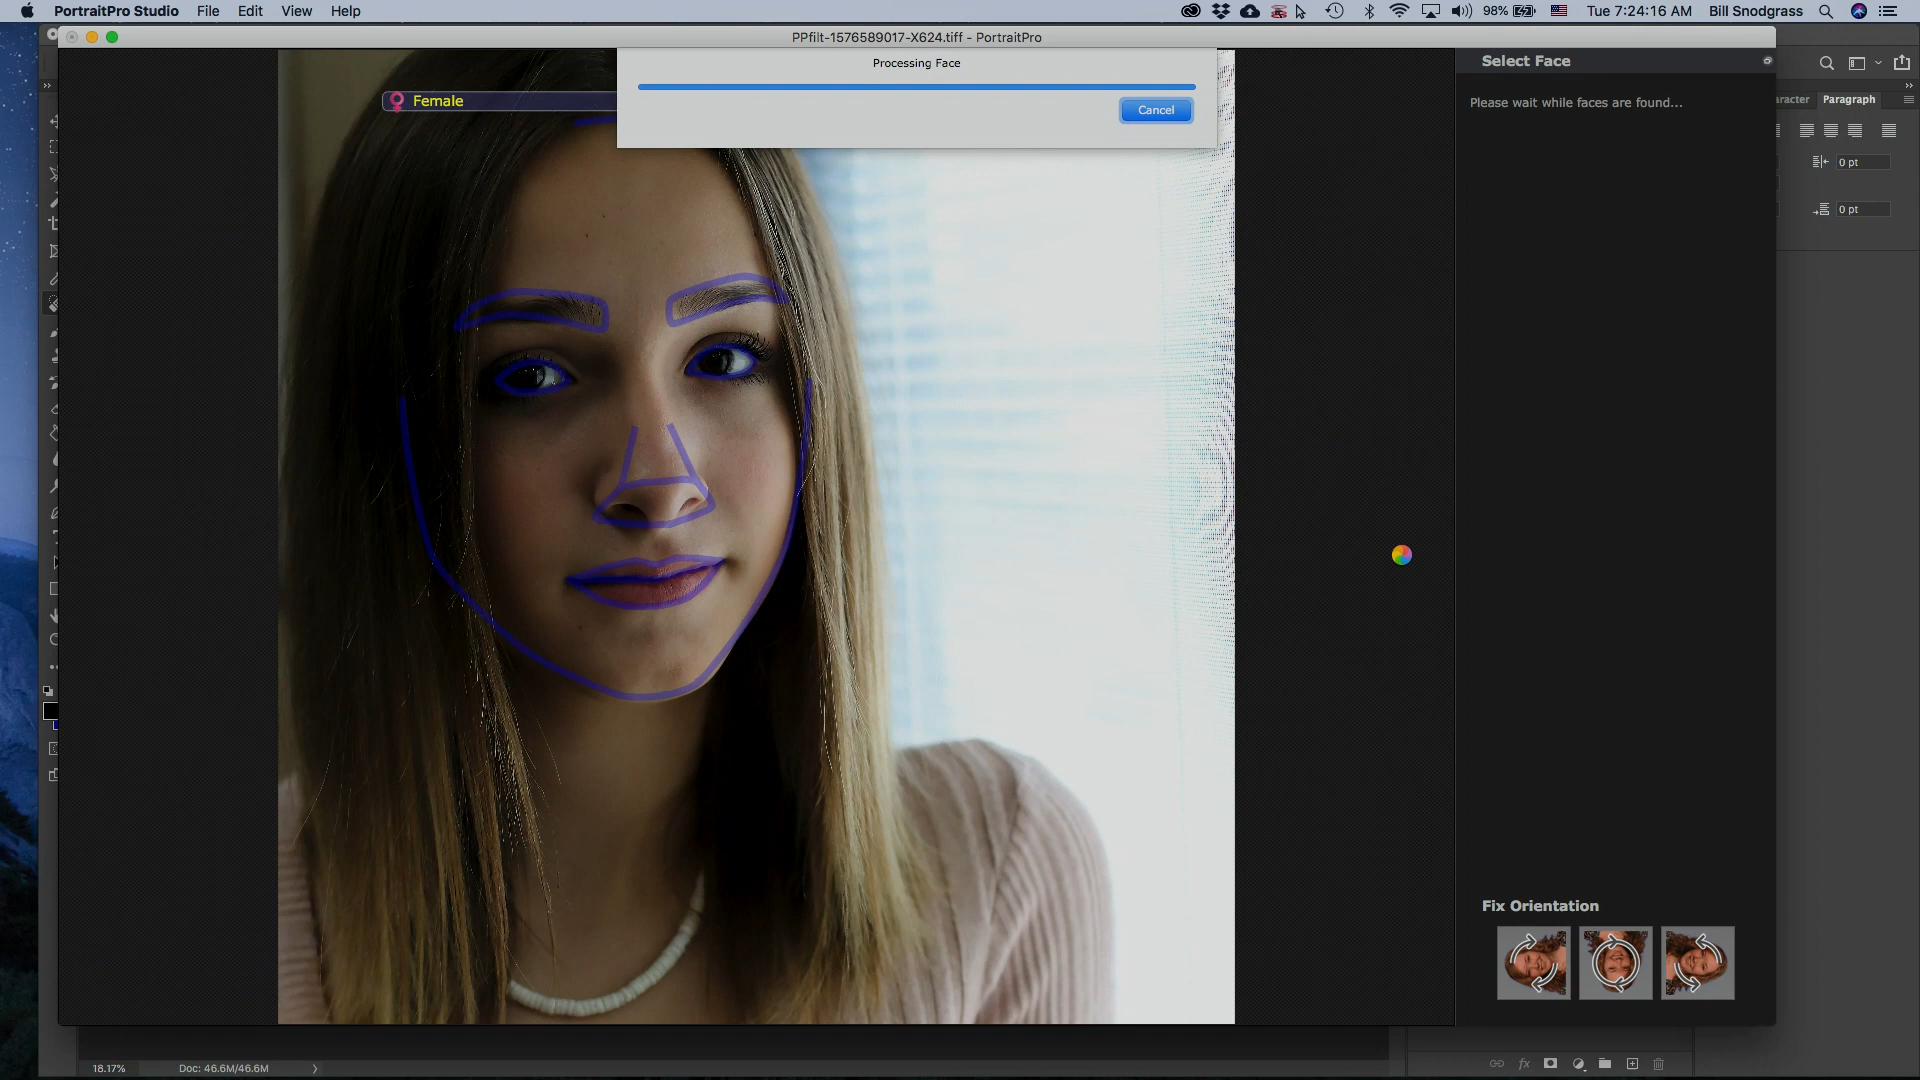 PortraitPro Studio File Edit View Help
98% Tue 7:24:16 AM Bill Snodgrass
PPfilt-1576589017-X624.tiff - PortraitPro
Processing Face
Cancel
Female
Select Face
Please wait while faces are found...
aracter Paragraph
0 pt
0 pt
Fix Orientation
18.17% Doc: 46.6M/46.6M
fx